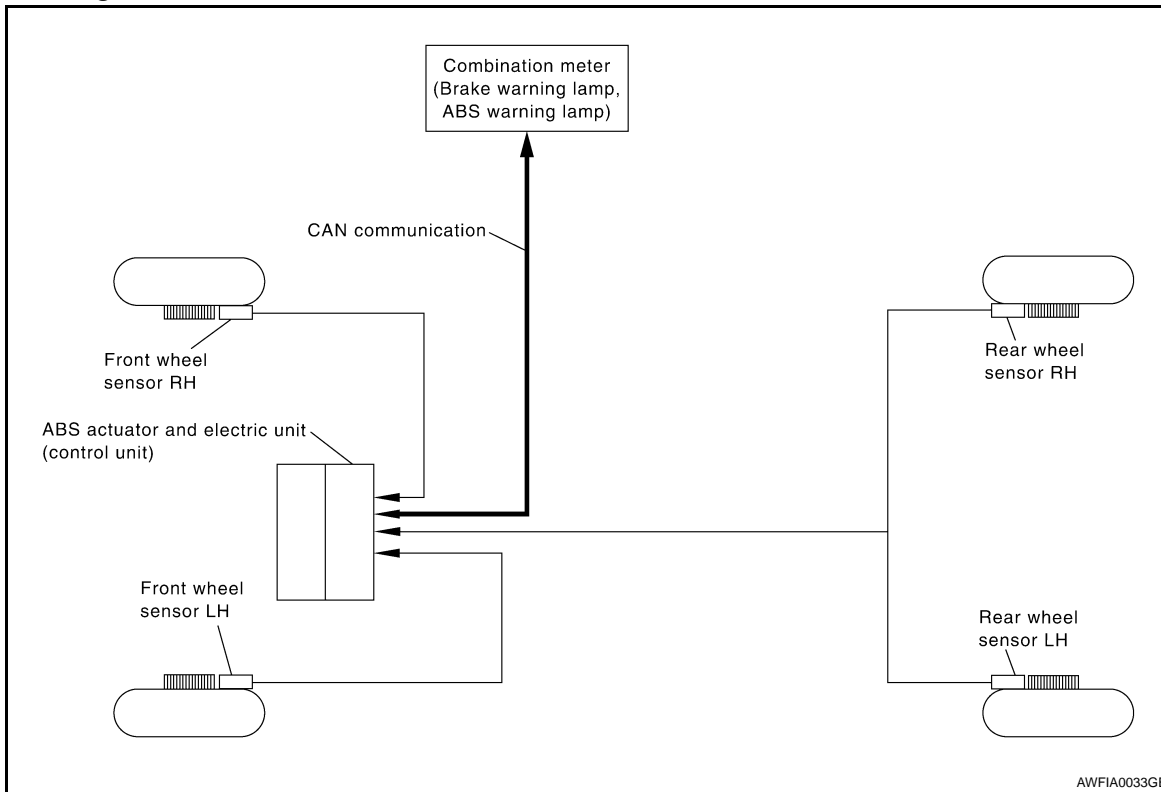 Combination meter
(Brake warning lamp,
ABS warning lamp)
CAN communication
Front wheel
sensor RH
Rear wheel
sensor RH
ABS actuator and electric unit
(control unit)
Front wheel
sensor LH
Rear wheel
sensor LH